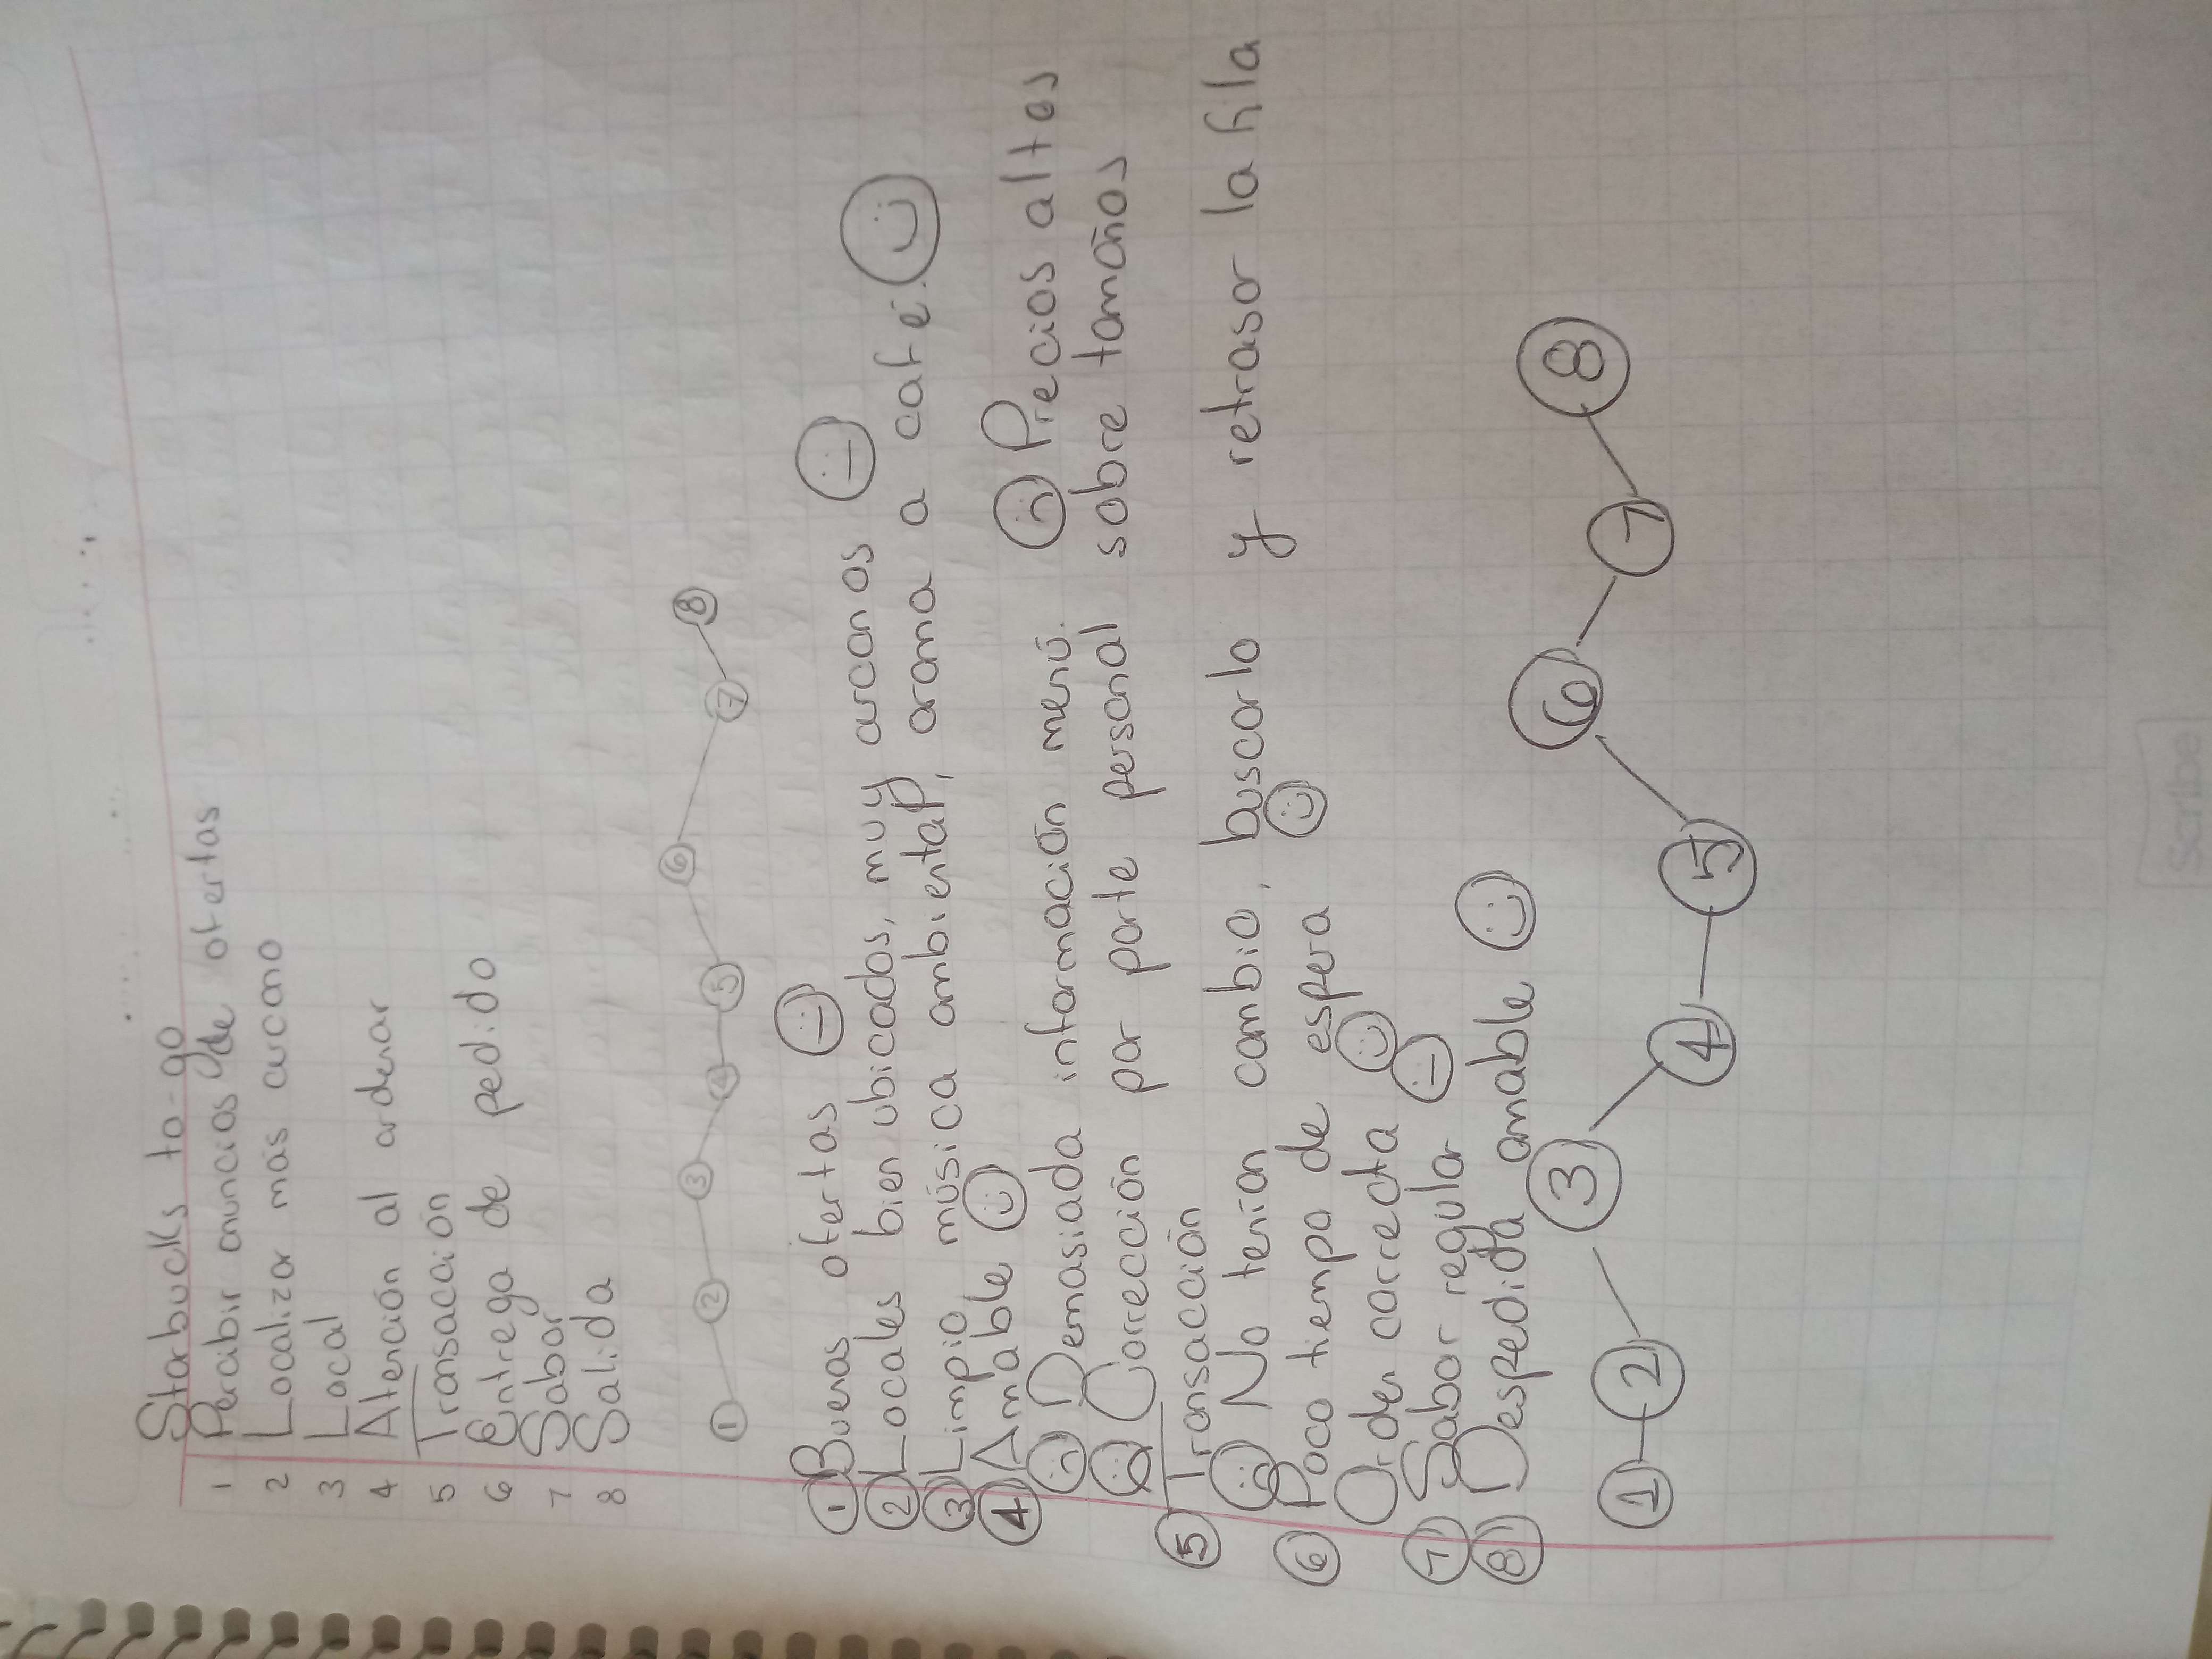 Starbucks to-go
1 Percibir anuncios de ofertas
2 Localizar más cercano
3 Local
4 Atención al ordenar
5 Transacción
6 Entrega de pedido
7 Sabor
8 Salida
1 2 3 4 5 6 7 8
1 Buenas ofertas
2 Locales bien ubicados, muy cercanos
3 Limpio, música ambiental, aroma a café.
4 Amable
Demasiada información menú. Precios altos
Corrección por parte personal sobre tamaños
5 Transacción
No tenían cambio, buscarlo y retrasar la fila
6 Poco tiempo de espera
Orden correcta
7 Sabor regular
8 Despedida amable
1 2 3 4 5 6 7 8
Scribe